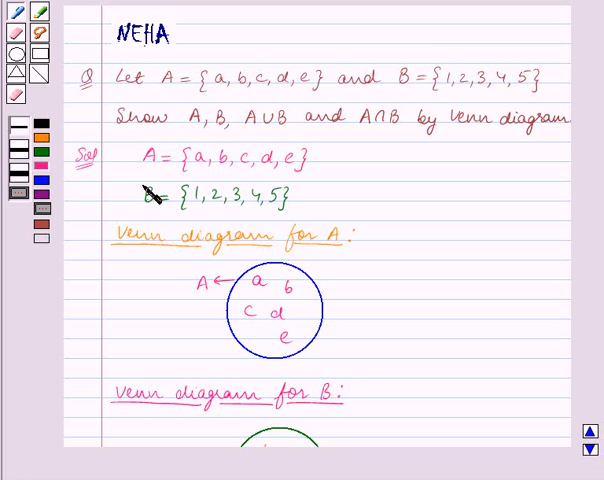 NEHA
Q Let A = {a, b, c, d, e} and B = {1, 2, 3, 4, 5}
Show A, B, A∪B and A∩B by venn diagram
Sol A = {a, b, c, d, e}
B = {1, 2, 3, 4, 5}
venn diagram for A:
A ← a b
c d
e
venn diagram for B: